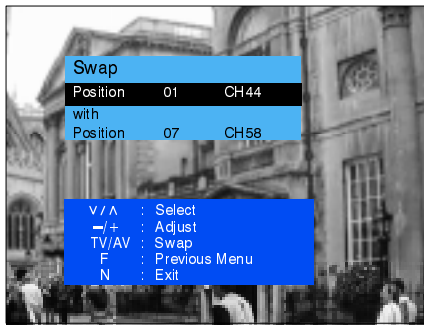 Swap
Position 01 CH44
with
Position 07 CH58
∨/∧ : Select
−/+ : Adjust
TV/AV : Swap
F : Previous Menu
N : Exit